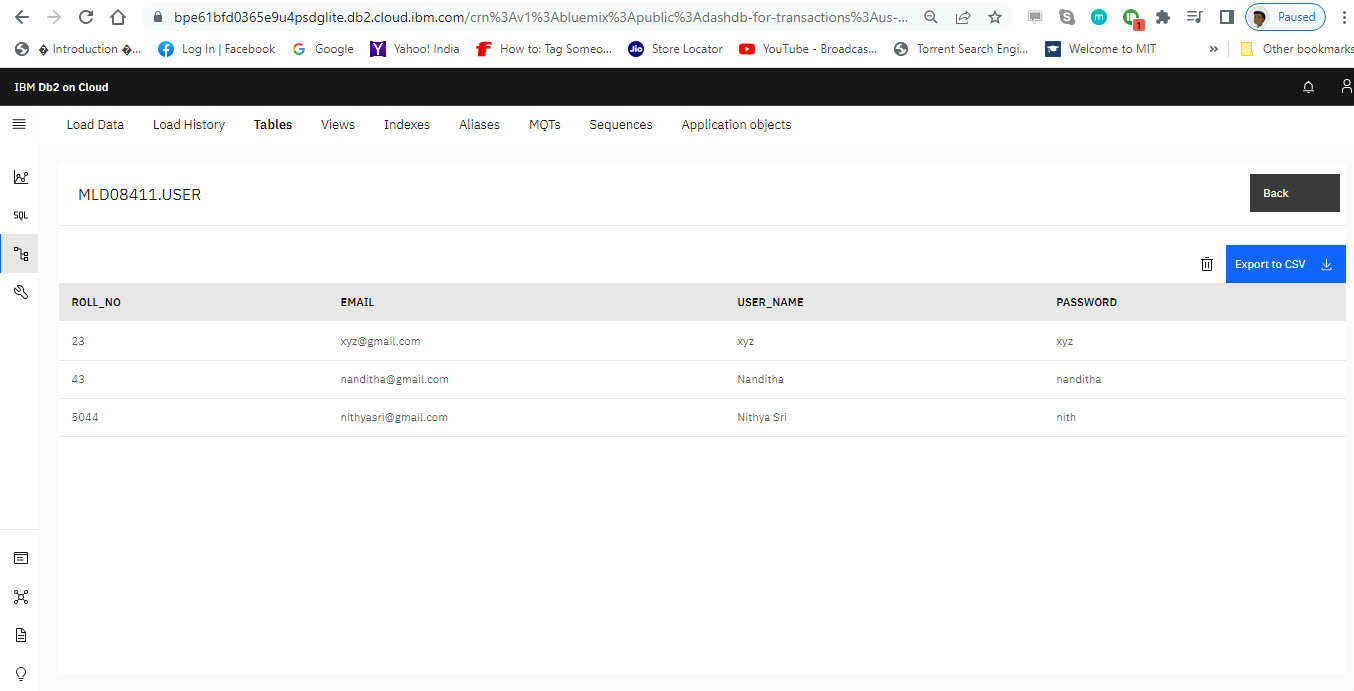 bpe61bfd0365e9u4psdglite.db2.cloud.ibm.com/crn%3Av1%3Abluemix%3Apublic%3Adashdb-for-transactions%3Aus-...
1
Paused
� Introduction �...
Log In | Facebook
Google
Yahoo! India
How to: Tag Someo...
Jio
Store Locator
YouTube - Broadcas...
Torrent Search Engi...
Welcome to MIT
»
Other bookmarks
IBM Db2 on Cloud
Load Data Load History Tables Views Indexes Aliases MQTs Sequences Application objects
SQL
MLD08411.USER
Back
Export to CSV
ROLL_NO EMAIL USER_NAME PASSWORD
23 xyz@gmail.com xyz xyz
43 nanditha@gmail.com Nanditha nanditha
5044 nithyasri@gmail.com Nithya Sri nith